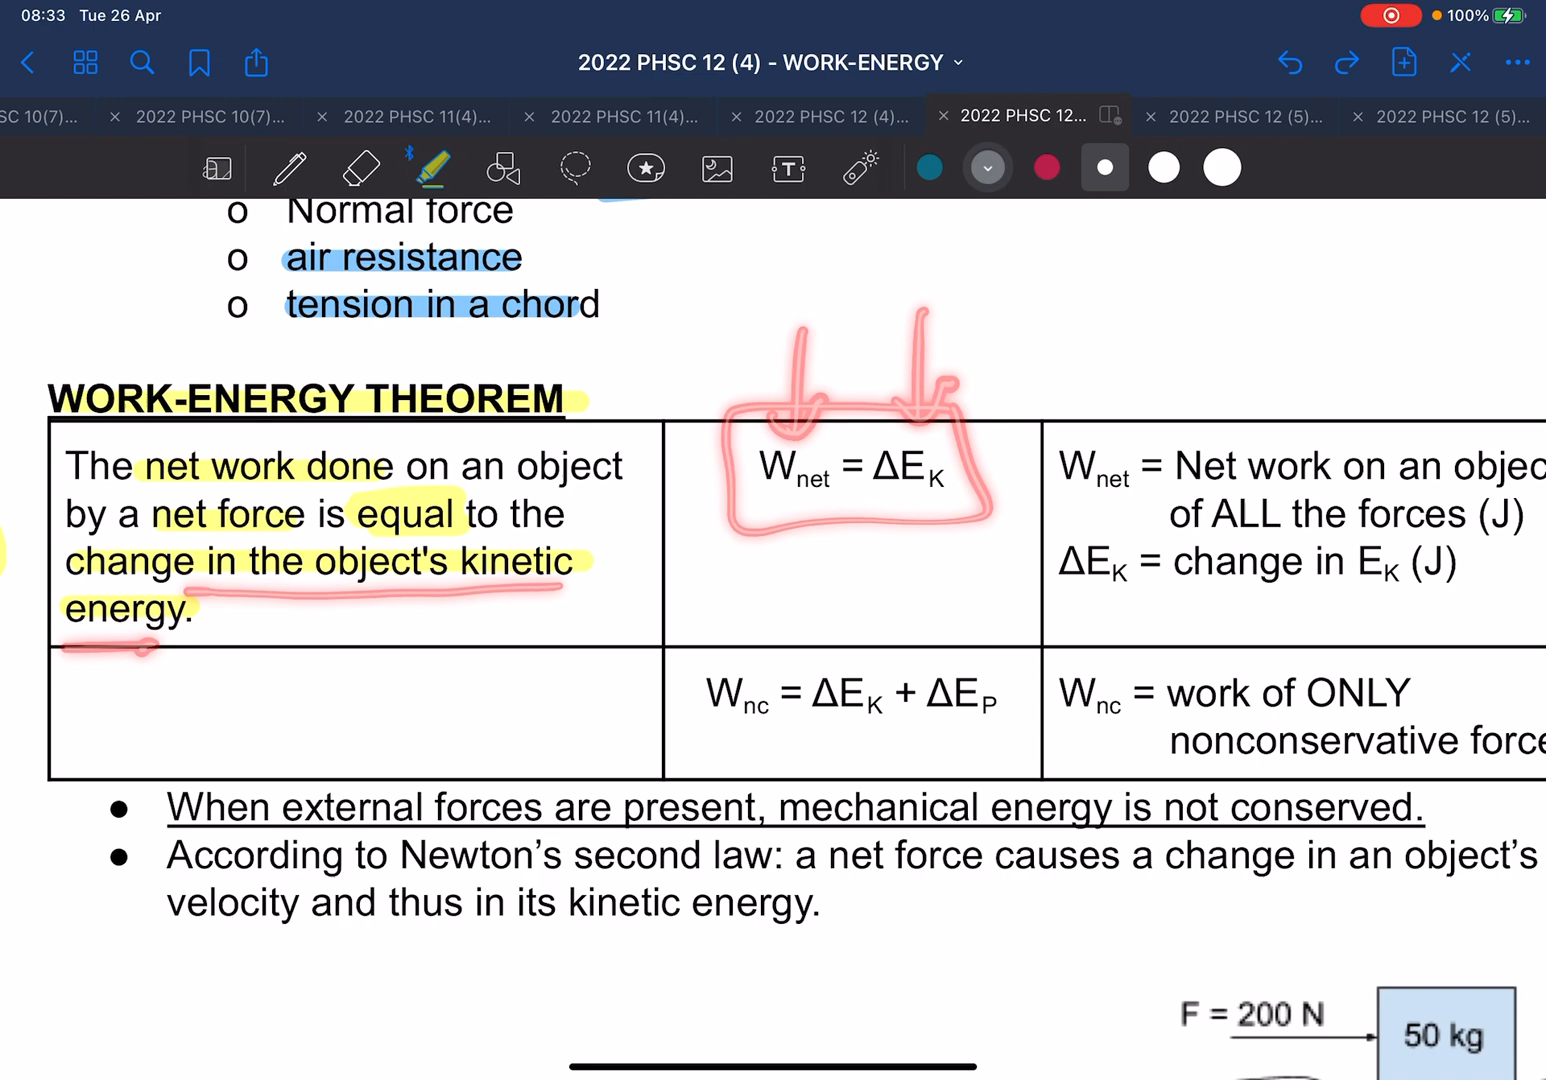 08:33 Tue 26 Apr
100%
2022 PHSC 12 (4) - WORK-ENERGY
SC 10(7)... × 2022 PHSC 10(7)... × 2022 PHSC 11(4)... × 2022 PHSC 11(4)... × 2022 PHSC 12 (4)... × 2022 PHSC 12... × 2022 PHSC 12 (5)... × 2022 PHSC 12 (5)...
T
o Normal force
o air resistance
o tension in a chord
WORK-ENERGY THEOREM
The net work done on an object
by a net force is equal to the
change in the object's kinetic
energy.
Wnet = ΔEK
Wnet = Net work on an objec
of ALL the forces (J)
ΔEK = change in EK (J)
Wnc = ΔEK + ΔEP
Wnc = work of ONLY
nonconservative force
● When external forces are present, mechanical energy is not conserved.
● According to Newton’s second law: a net force causes a change in an object’s
velocity and thus in its kinetic energy.
F = 200 N
50 kg